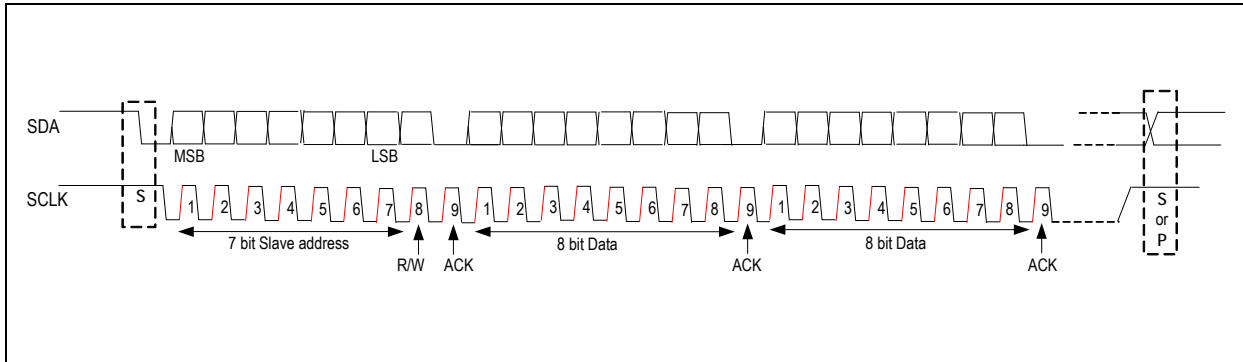 SDA
MSB LSB
SCLK
S 1 2 3 4 5 6 7 8 9 1 2 3 4 5 6 7 8 9 1 2 3 4 5 6 7 8 9
S
or
P
7 bit Slave address 8 bit Data 8 bit Data
R/W ACK ACK ACK